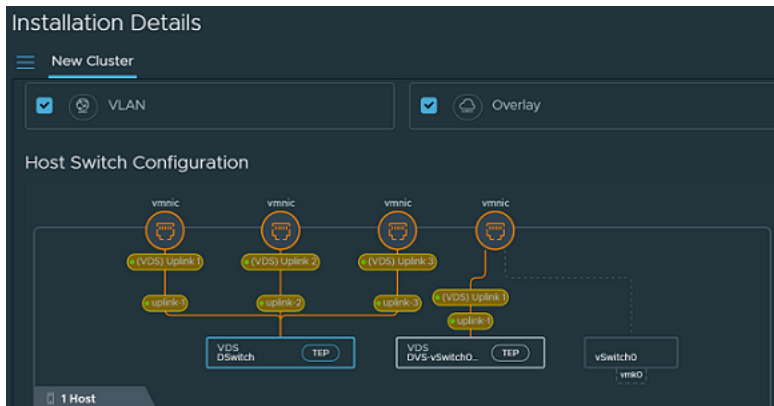 Installation Details
New Cluster
VLAN
Overlay
Host Switch Configuration
vmnic
vmnic
vmnic
vmnic
(VDS) Uplink 1
(VDS) Uplink 2
(VDS) Uplink 3
(VDS) Uplink 1
uplink-1
uplink-2
uplink-3
uplink-1
VDS
DSwitch
TEP
VDS
DVS-vSwitch0...
TEP
vSwitch0
vmk0
1 Host